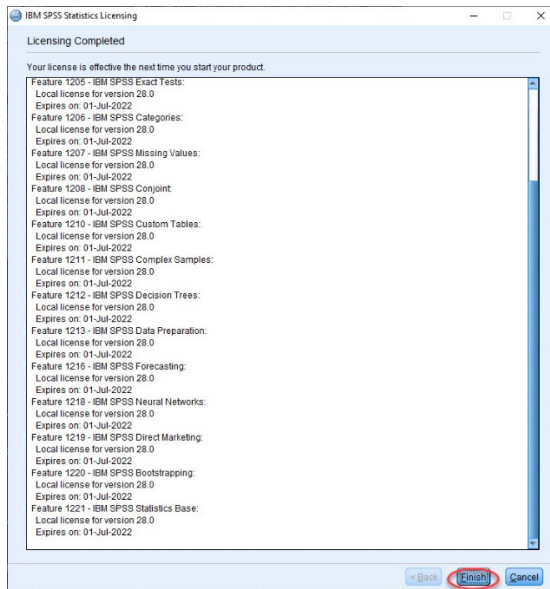 IBM SPSS Statistics Licensing
Licensing Completed
Your license is effective the next time you start your product.
Feature 1205 - IBM SPSS Exact Tests:
Local license for version 28.0
Expires on: 01-Jul-2022
Feature 1206 - IBM SPSS Categories:
Local license for version 28.0
Expires on: 01-Jul-2022
Feature 1207 - IBM SPSS Missing Values:
Local license for version 28.0
Expires on: 01-Jul-2022
Feature 1208 - IBM SPSS Conjoint:
Local license for version 28.0
Expires on: 01-Jul-2022
Feature 1210 - IBM SPSS Custom Tables:
Local license for version 28.0
Expires on: 01-Jul-2022
Feature 1211 - IBM SPSS Complex Samples:
Local license for version 28.0
Expires on: 01-Jul-2022
Feature 1212 - IBM SPSS Decision Trees:
Local license for version 28.0
Expires on: 01-Jul-2022
Feature 1213 - IBM SPSS Data Preparation:
Local license for version 28.0
Expires on: 01-Jul-2022
Feature 1216 - IBM SPSS Forecasting:
Local license for version 28.0
Expires on: 01-Jul-2022
Feature 1218 - IBM SPSS Neural Networks:
Local license for version 28.0
Expires on: 01-Jul-2022
Feature 1219 - IBM SPSS Direct Marketing:
Local license for version 28.0
Expires on: 01-Jul-2022
Feature 1220 - IBM SPSS Bootstrapping:
Local license for version 28.0
Expires on: 01-Jul-2022
Feature 1221 - IBM SPSS Statistics Base:
Local license for version 28.0
Expires on: 01-Jul-2022
< Back Finish Cancel